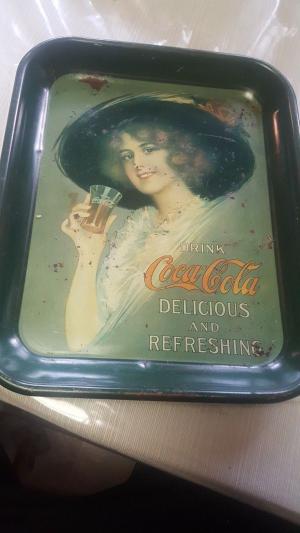 DRINK
Coca-Cola
DELICIOUS
AND
REFRESHING